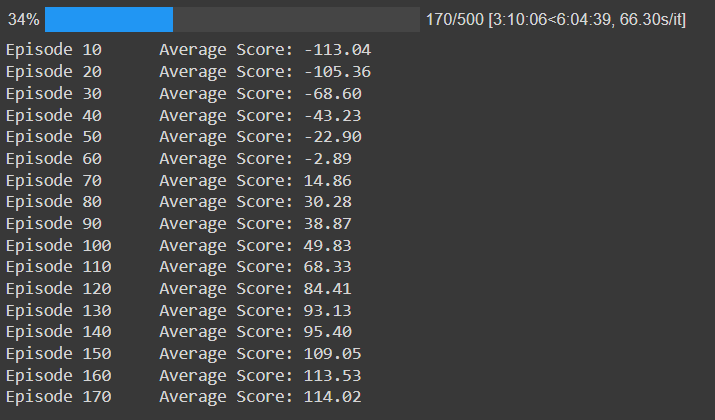 34% 170/500 [3:10:06<6:04:39, 66.30s/it]
Episode 10 Average Score: -113.04
Episode 20 Average Score: -105.36
Episode 30 Average Score: -68.60
Episode 40 Average Score: -43.23
Episode 50 Average Score: -22.90
Episode 60 Average Score: -2.89
Episode 70 Average Score: 14.86
Episode 80 Average Score: 30.28
Episode 90 Average Score: 38.87
Episode 100 Average Score: 49.83
Episode 110 Average Score: 68.33
Episode 120 Average Score: 84.41
Episode 130 Average Score: 93.13
Episode 140 Average Score: 95.40
Episode 150 Average Score: 109.05
Episode 160 Average Score: 113.53
Episode 170 Average Score: 114.02